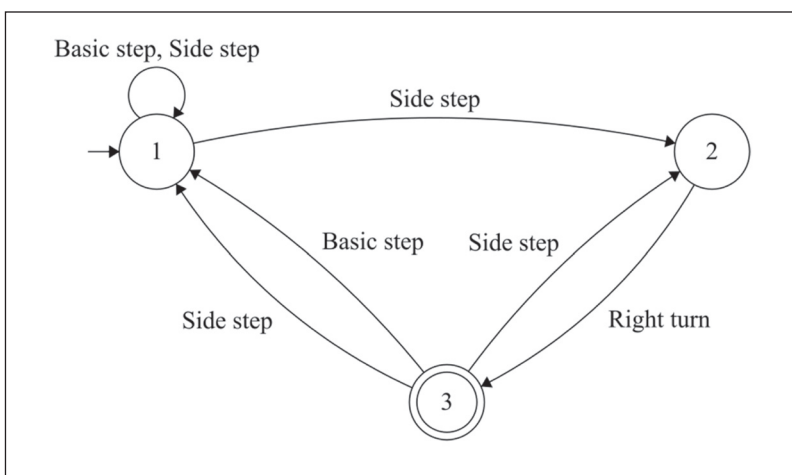 Basic step, Side step
Side step
1
2
Basic step
Side step
Side step
Right turn
3